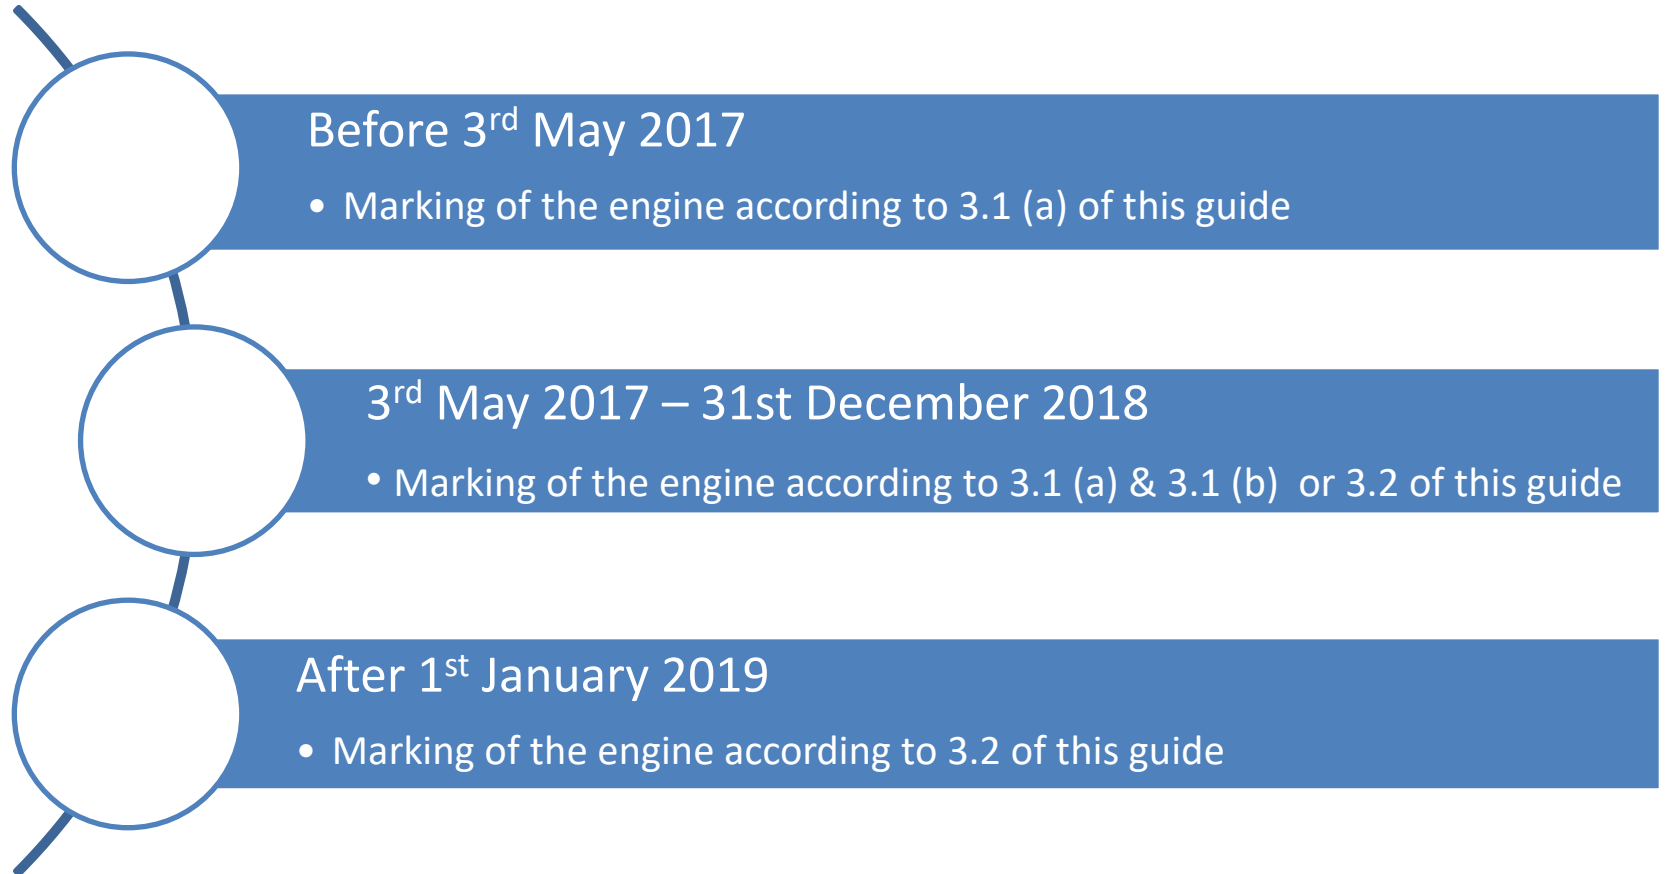 Before 3rd May 2017
• Marking of the engine according to 3.1 (a) of this guide
3rd May 2017 – 31st December 2018
• Marking of the engine according to 3.1 (a) & 3.1 (b)  or 3.2 of this guide
After 1st January 2019
• Marking of the engine according to 3.2 of this guide